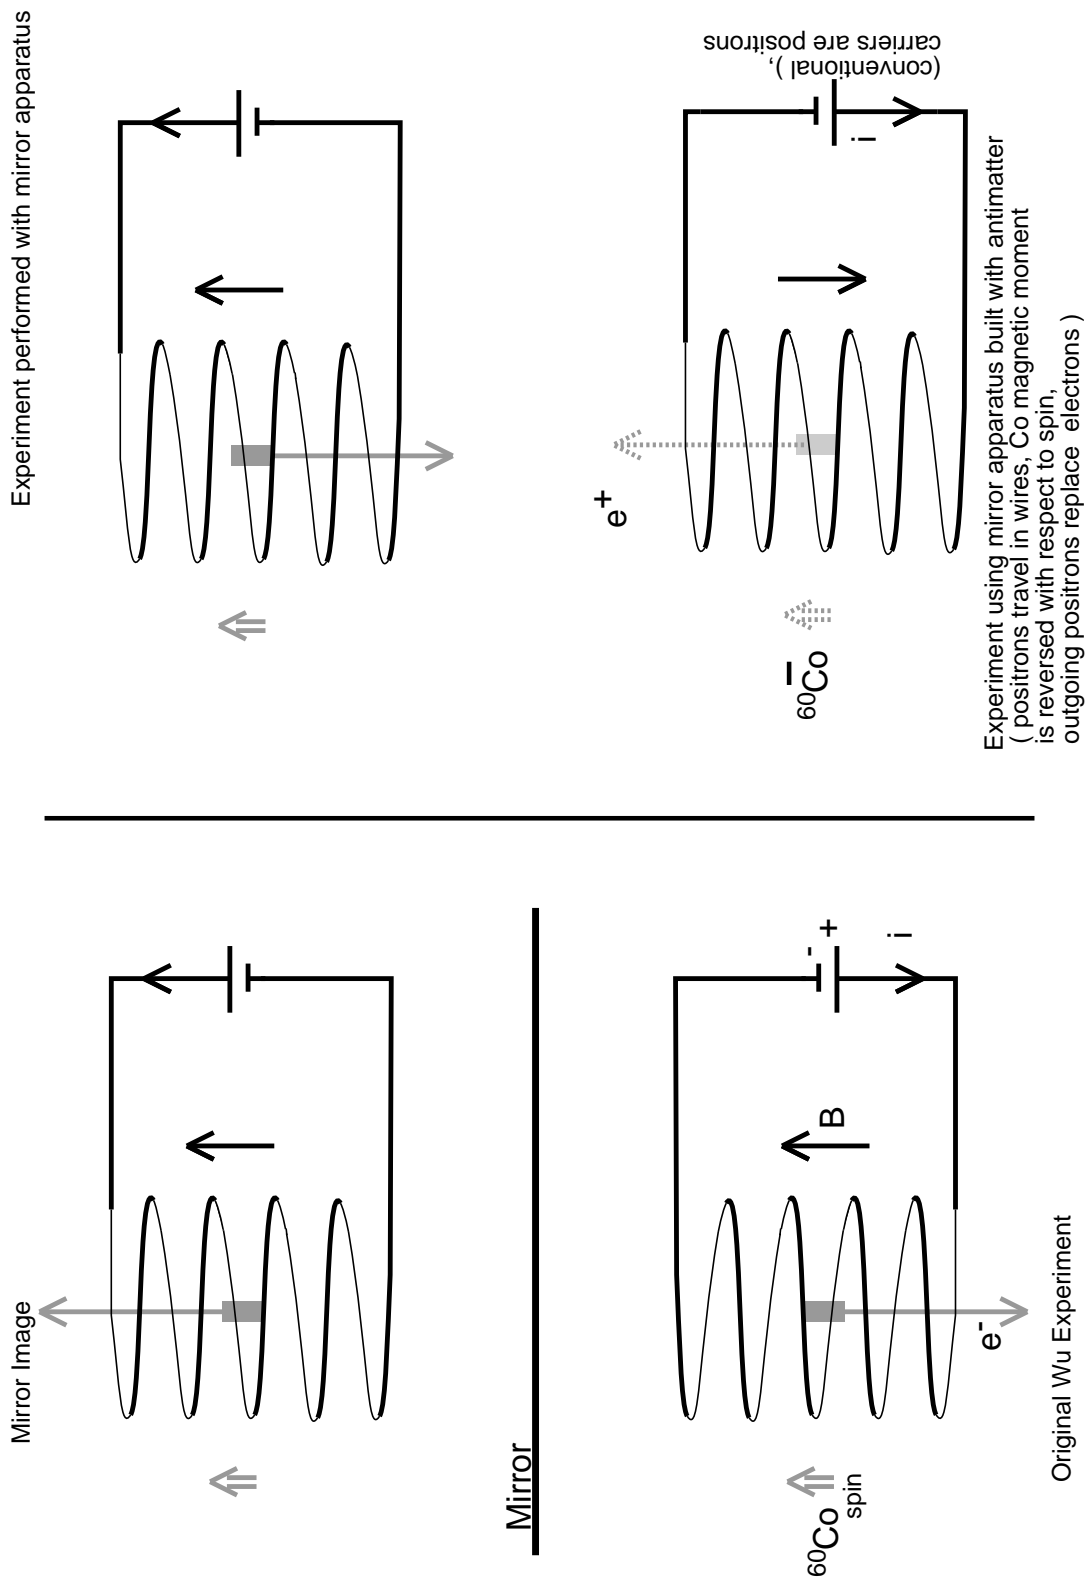 Experiment performed with mirror apparatus
(conventional ),
carriers are positrons
i
e+
60Co
Experiment using mirror apparatus built with antimatter
( positrons travel in wires, Co magnetic moment
is reversed with respect to spin,
outgoing positrons replace electrons )
Mirror Image
Mirror
- +
i
B
e-
60Co
spin
Original Wu Experiment